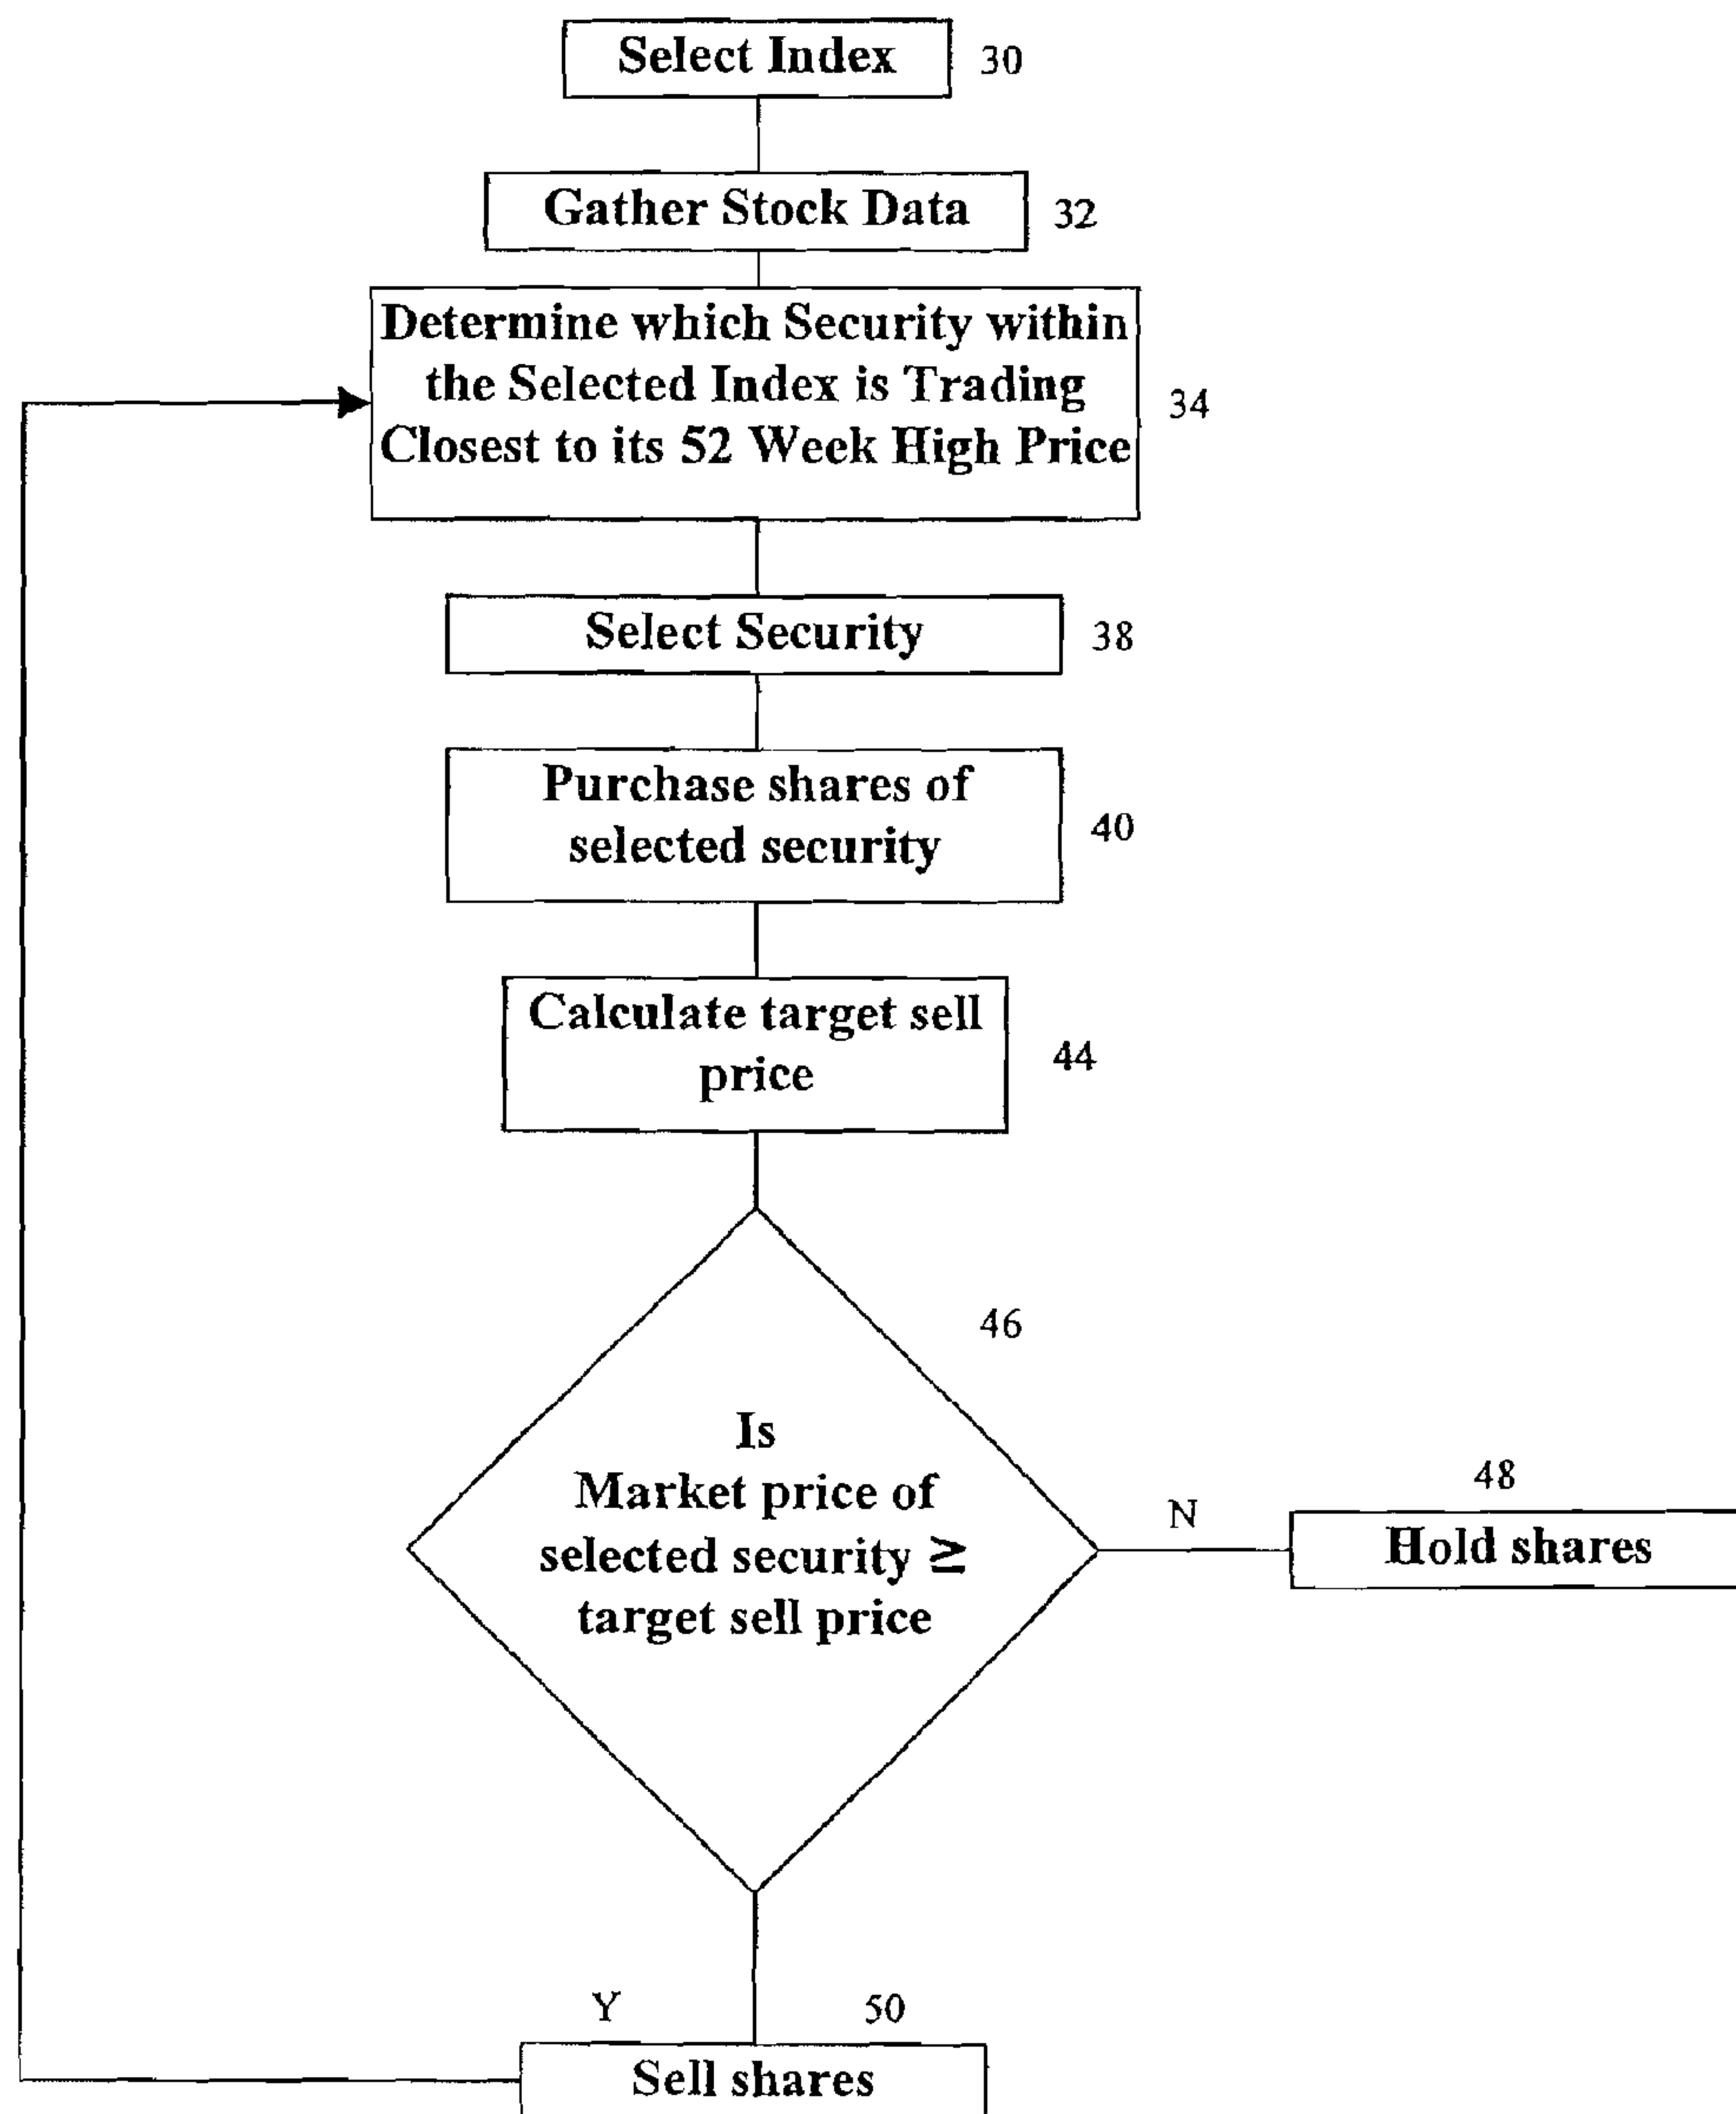 Select Index 30
Gather Stock Data 32
Determine which Security within
the Selected Index is Trading 34
Closest to its 52 Week High Price
Select Security 38
Purchase shares of
selected security 40
Calculate target sell
price 44
46
Is
Market price of
selected security ≥
target sell price
N
48
Hold shares
Y 50
Sell shares